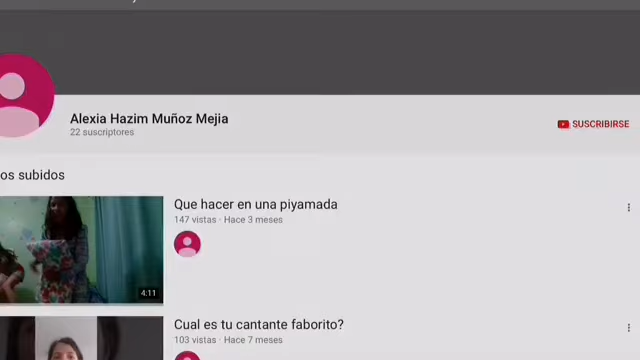 Alexia Hazim Muñoz Mejia
22 suscriptores
SUSCRIBIRSE
os subidos
Que hacer en una piyamada
147 vistas · Hace 3 meses
4:11
Cual es tu cantante faborito?
103 vistas · Hace 7 meses